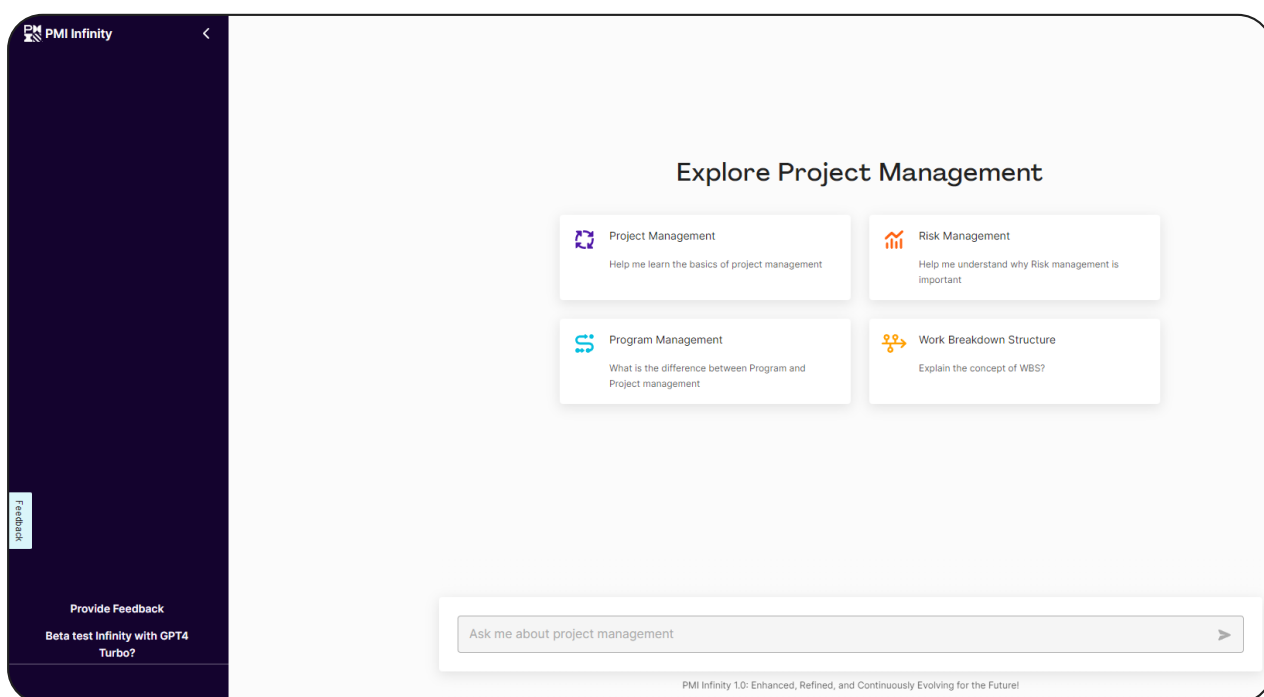 PMI Infinity
Explore Project Management
Project Management
Help me learn the basics of project management
Risk Management
Help me understand why Risk management is
important
Program Management
What is the difference between Program and
Project management
Work Breakdown Structure
Explain the concept of WBS?
Feedback
Provide Feedback
Beta test Infinity with GPT4
Turbo?
Ask me about project management
PMI Infinity 1.0: Enhanced, Refined, and Continuously Evolving for the Future!